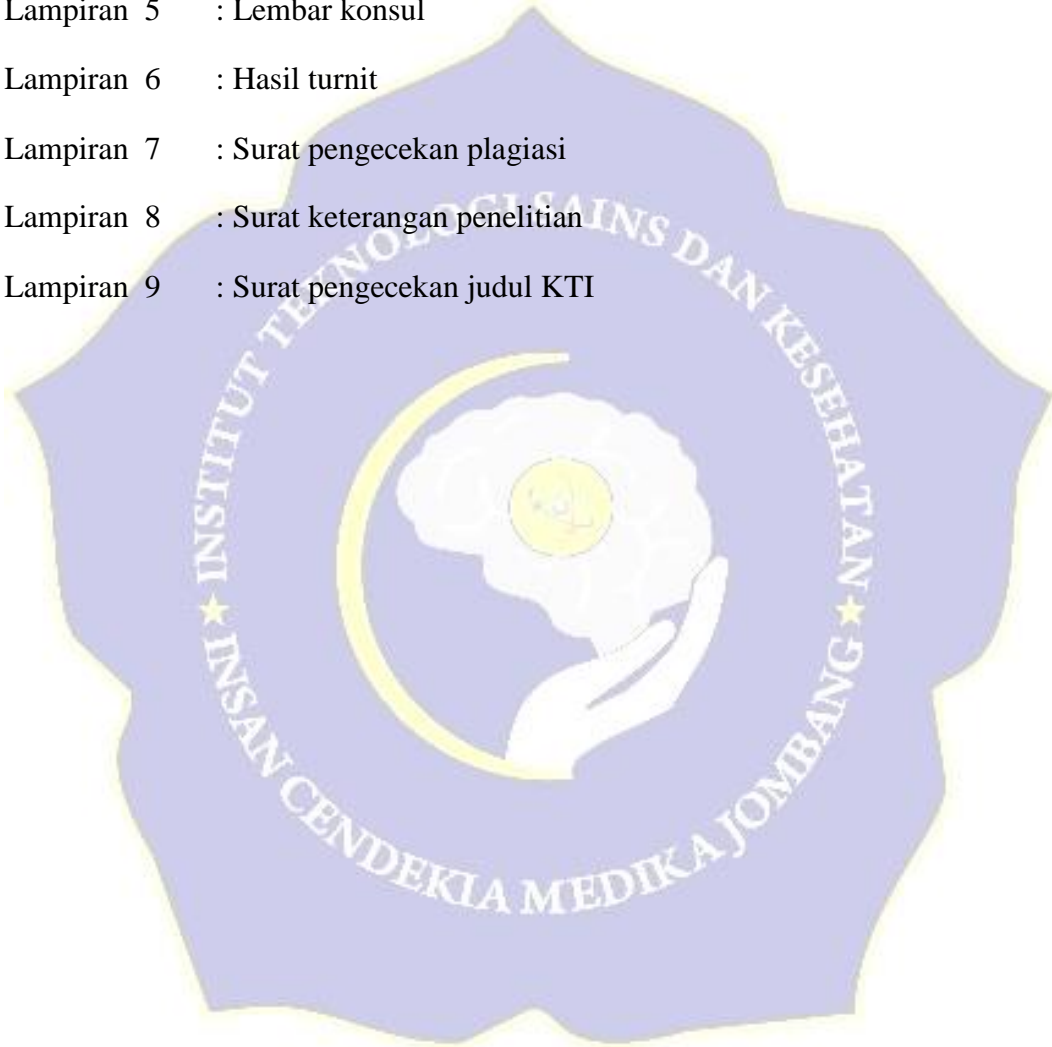 Lampiran 5 : Lembar konsul
Lampiran 6 : Hasil turnit
Lampiran 7 : Surat pengecekan plagiasi
Lampiran 8 : Surat keterangan penelitian
Lampiran 9 : Surat pengecekan judul KTI
INSTITUT TEKNOLOGI SAINS DAN KESEHATAN
INSAN CENDEKIA MEDIKA JOMBANG